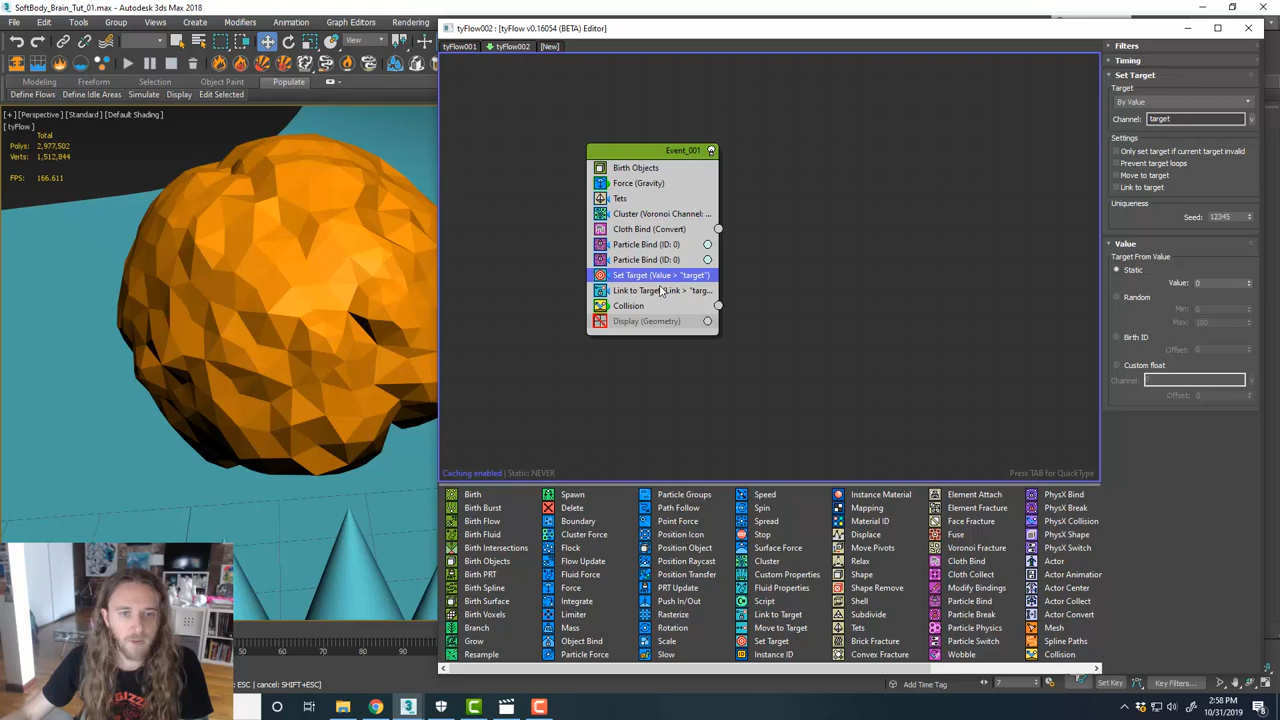 SoftBody_Brain_Tut_01.max - Autodesk 3ds Max 2018
File Edit Tools Group Views Create
tyFlow002 : [tyFlow v0.16054 (BETA) Editor]
tyFlow001 tyFlow002 [New]
View
Modeling Freeform Selection Object Paint Populate
Define Flows Define Idle Areas Simulate Display Edit Selected
[+] [Perspective] [Standard] [Default Shading]
[tyFlow]
Total
Polys: 2,977,502
Verts: 1,512,844
FPS: 166.611
Event_001
Birth Objects
Force (Gravity)
Tets
Cluster (Voronoi Channel: ...
Cloth Bind (Convert)
Particle Bind (ID: 0)
Particle Bind (ID: 0)
Set Target (Value > "target")
Link to Target (Link > "targ...
Collision
Display (Geometry)
Caching enabled | Static: NEVER
Press TAB for QuickType
Filters
Timing
Set Target
Target
By Value
Channel: target
Settings
Only set target if current target invalid
Prevent target loops
Move to target
Link to target
Uniqueness
Seed: 12345
Value
Target From Value
Static
Value: 0
Random
Min: 0
Max: 100
Birth ID
Offset: 0
Custom float
Channel:
Offset: 0
Birth Spawn Particle Groups Speed Instance Material Element Attach PhysX Bind
Birth Burst Delete Path Follow Spin Mapping Element Fracture PhysX Break
Birth Flow Boundary Point Force Spread Material ID Face Fracture PhysX Collision
Birth Fluid Cluster Force Position Icon Stop Displace Fuse PhysX Shape
Birth Intersections Flock Position Object Surface Force Move Pivots Voronoi Fracture PhysX Switch
Birth Objects Flow Update Position Raycast Cluster Relax Cloth Bind Actor
Birth PRT Fluid Force Position Transfer Custom Properties Shape Cloth Collect Actor Animation
Birth Spline Force PRT Update Fluid Properties Shape Remove Modify Bindings Actor Center
Birth Surface Integrate Push In/Out Script Shell Particle Bind Actor Collect
Birth Voxels Limiter Rasterize Link to Target Subdivide Particle Break Actor Convert
Branch Mass Rotation Move to Target Tets Particle Physics Mesh
Grow Object Bind Scale Set Target Brick Fracture Particle Switch Spline Paths
Resample Particle Force Slow Instance ID Convex Fracture Wobble Collision
50 60 70 80 90
cancel: SHIFT+ESC]
Add Time Tag
7
Set Key Key Filters...
2:58 PM
10/31/2019